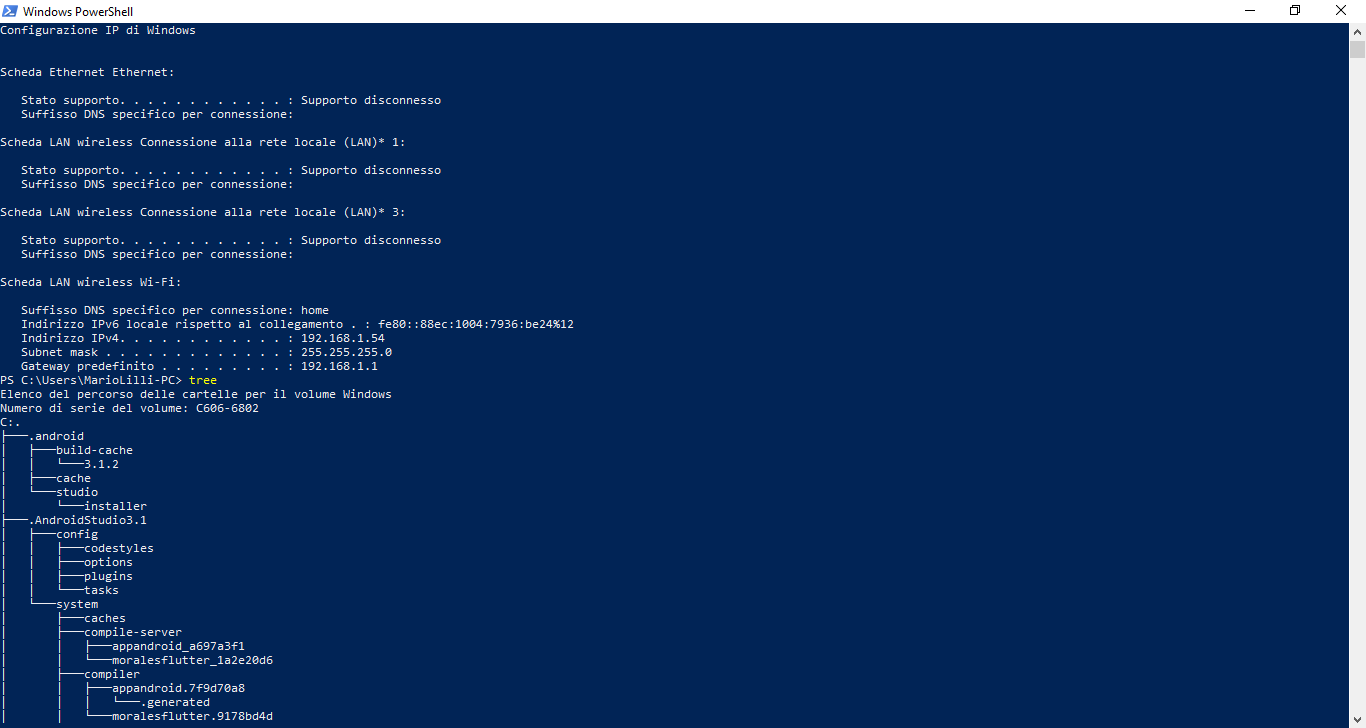 Windows PowerShell
Configurazione IP di Windows
Scheda Ethernet Ethernet:
   Stato supporto. . . . . . . . . . . . : Supporto disconnesso
   Suffisso DNS specifico per connessione:
Scheda LAN wireless Connessione alla rete locale (LAN)* 1:
   Stato supporto. . . . . . . . . . . . : Supporto disconnesso
   Suffisso DNS specifico per connessione:
Scheda LAN wireless Connessione alla rete locale (LAN)* 3:
   Stato supporto. . . . . . . . . . . . : Supporto disconnesso
   Suffisso DNS specifico per connessione:
Scheda LAN wireless Wi-Fi:
   Suffisso DNS specifico per connessione: home
   Indirizzo IPv6 locale rispetto al collegamento . : fe80::88ec:1004:7936:be24%12
   Indirizzo IPv4. . . . . . . . . . . . : 192.168.1.54
   Subnet mask . . . . . . . . . . . . . : 255.255.255.0
   Gateway predefinito . . . . . . . . . : 192.168.1.1
PS C:\Users\MarioLilli-PC> tree
Elenco del percorso delle cartelle per il volume Windows
Numero di serie del volume: C606-6802
C:.
├───.android
│   ├───build-cache
│   │   └───3.1.2
│   ├───cache
│   └───studio
│       └───installer
├───.AndroidStudio3.1
│   ├───config
│   │   ├───codestyles
│   │   ├───options
│   │   ├───plugins
│   │   └───tasks
│   └───system
│       ├───caches
│       ├───compile-server
│       │   ├───appandroid_a697a3f1
│       │   └───moralesflutter_1a2e20d6
│       ├───compiler
│       │   ├───appandroid.7f9d70a8
│       │   │   └───.generated
│       │   └───moralesflutter.9178bd4d